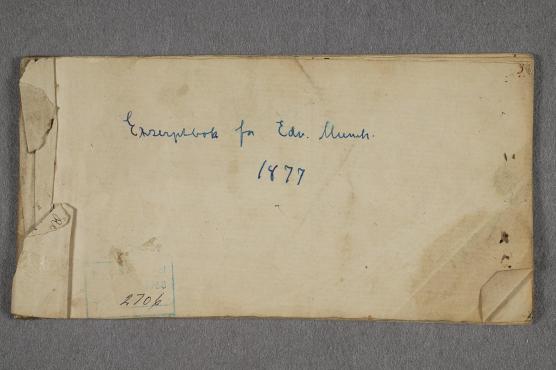 Exzerptbok for Edv. Munch.
1877
2706